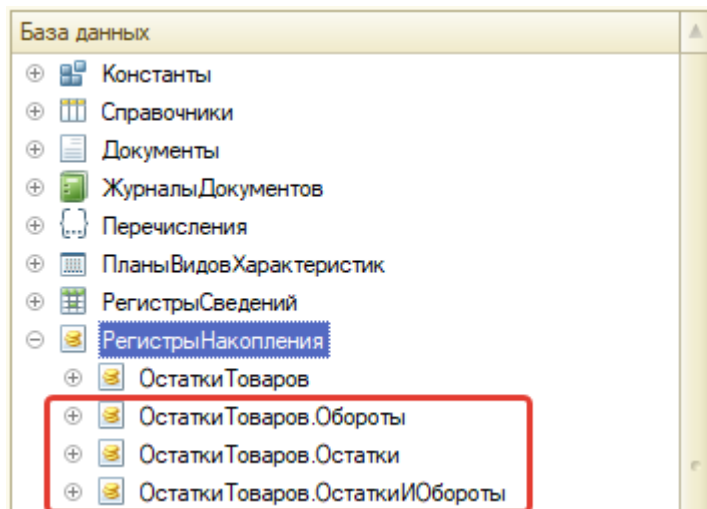 База данных
Константы
Справочники
Документы
ЖурналыДокументов
Перечисления
ПланыВидовХарактеристик
РегистрыСведений
РегистрыНакопления
ОстаткиТоваров
ОстаткиТоваров.Обороты
ОстаткиТоваров.Остатки
ОстаткиТоваров.ОстаткиИОбороты